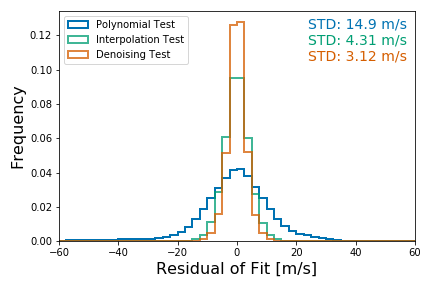 Polynomial Test
Interpolation Test
Denoising Test
STD: 14.9 m/s
STD: 4.31 m/s
STD: 3.12 m/s
0.12
0.10
0.08
0.06
0.04
0.02
0.00
Frequency
−60
−40
−20
0
20
40
60
Residual of Fit [m/s]